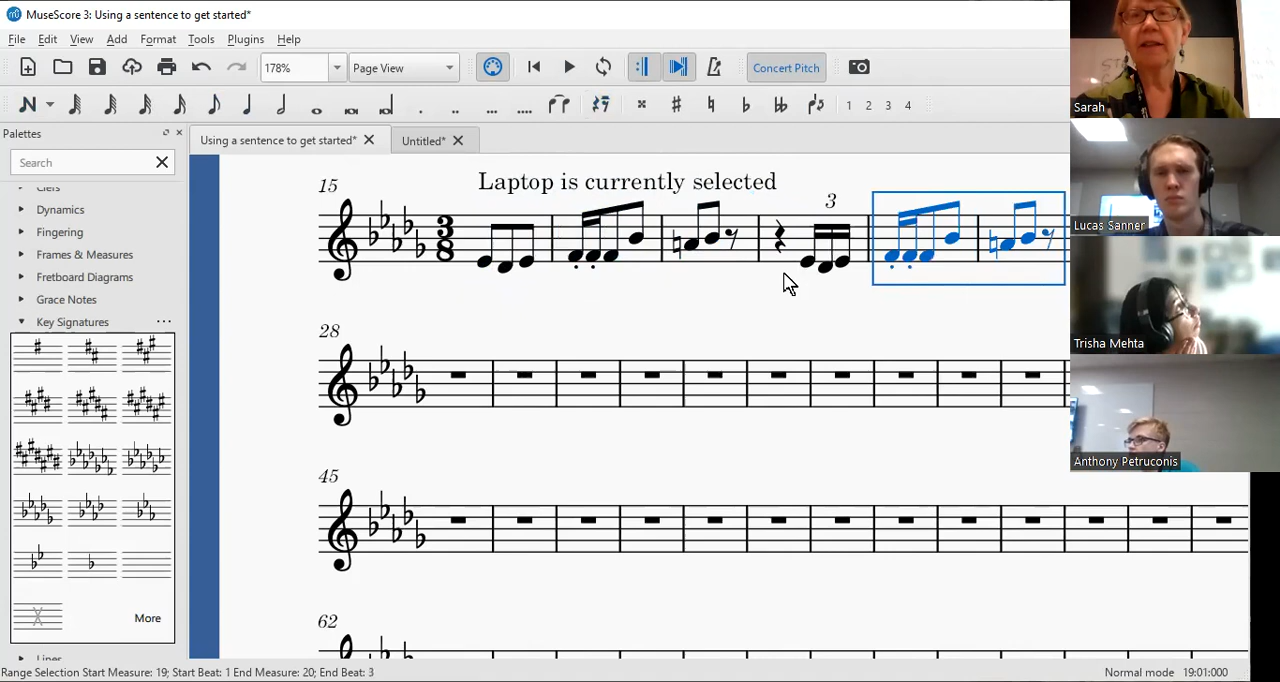 MuseScore 3: Using a sentence to get started*
File Edit View Add Format Tools Plugins Help
178% Page View Concert Pitch
N 1 2 3 4
Palettes
Using a sentence to get started* Untitled*
Search
Clefs
Dynamics
Fingering
Frames & Measures
Fretboard Diagrams
Grace Notes
Key Signatures ...
More
Lines
15 Laptop is currently selected
3
3
8
28
45
62
Sarah
Lucas Sanner
Trisha Mehta
Anthony Petruconis
Range Selection Start Measure: 19; Start Beat: 1 End Measure: 20; End Beat: 3
Normal mode 19:01:000